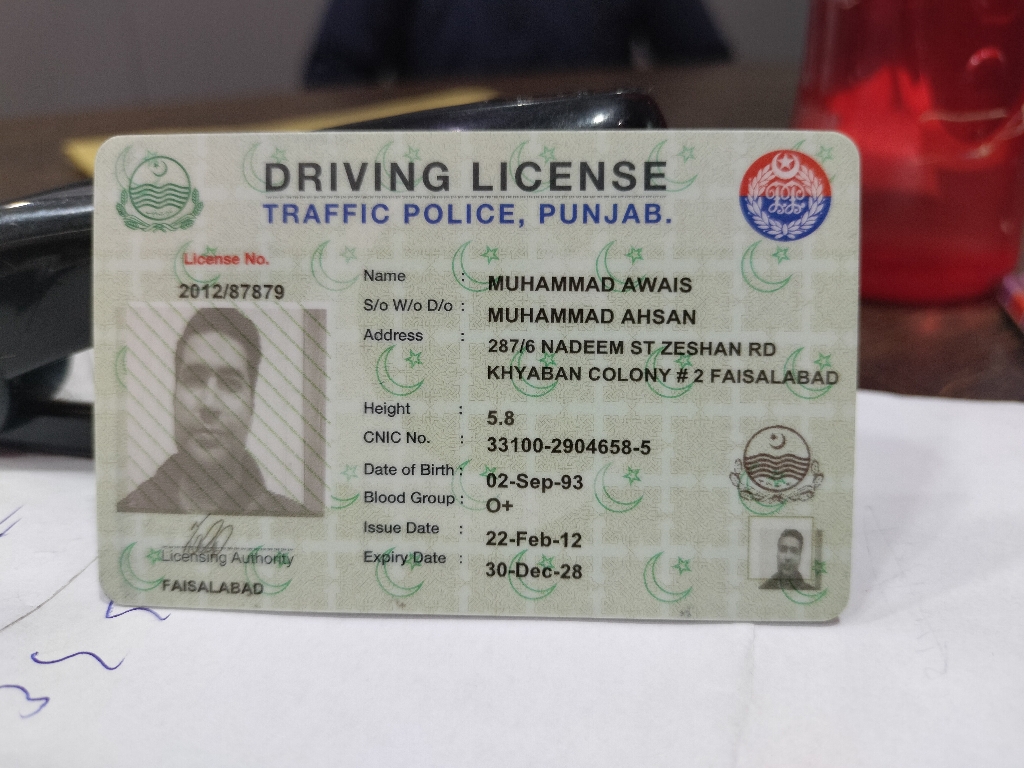 DRIVING LICENSE
TRAFFIC POLICE, PUNJAB.
License No.
2012/87879
Name : MUHAMMAD AWAIS
S/o W/o D/o : MUHAMMAD AHSAN
Address : 287/6 NADEEM ST ZESHAN RD
KHYABAN COLONY # 2 FAISALABAD
Height : 5.8
CNIC No. : 33100-2904658-5
Date of Birth : 02-Sep-93
Blood Group : O+
Issue Date : 22-Feb-12
Expiry Date : 30-Dec-28
Licensing Authority
FAISALABAD